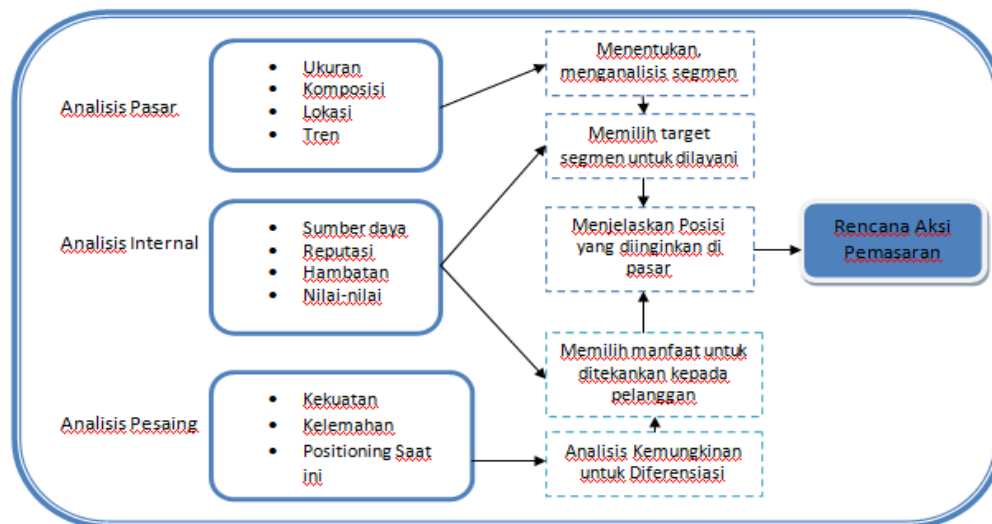 Analisis Pasar
Ukuran
Komposisi
Lokasi
Tren
Menentukan,
menganalisis segmen
Memilih target
segmen untuk dilayani
Analisis Internal
Sumber daya
Reputasi
Hambatan
Nilai-nilai
Menjelaskan Posisi
yang diinginkan di
pasar
Rencana Aksi
Pemasaran
Memilih manfaat untuk
ditekankan kepada
pelanggan
Analisis Pesaing
Kekuatan
Kelemahan
Positioning Saat
ini
Analisis Kemungkinan
untuk Diferensiasi